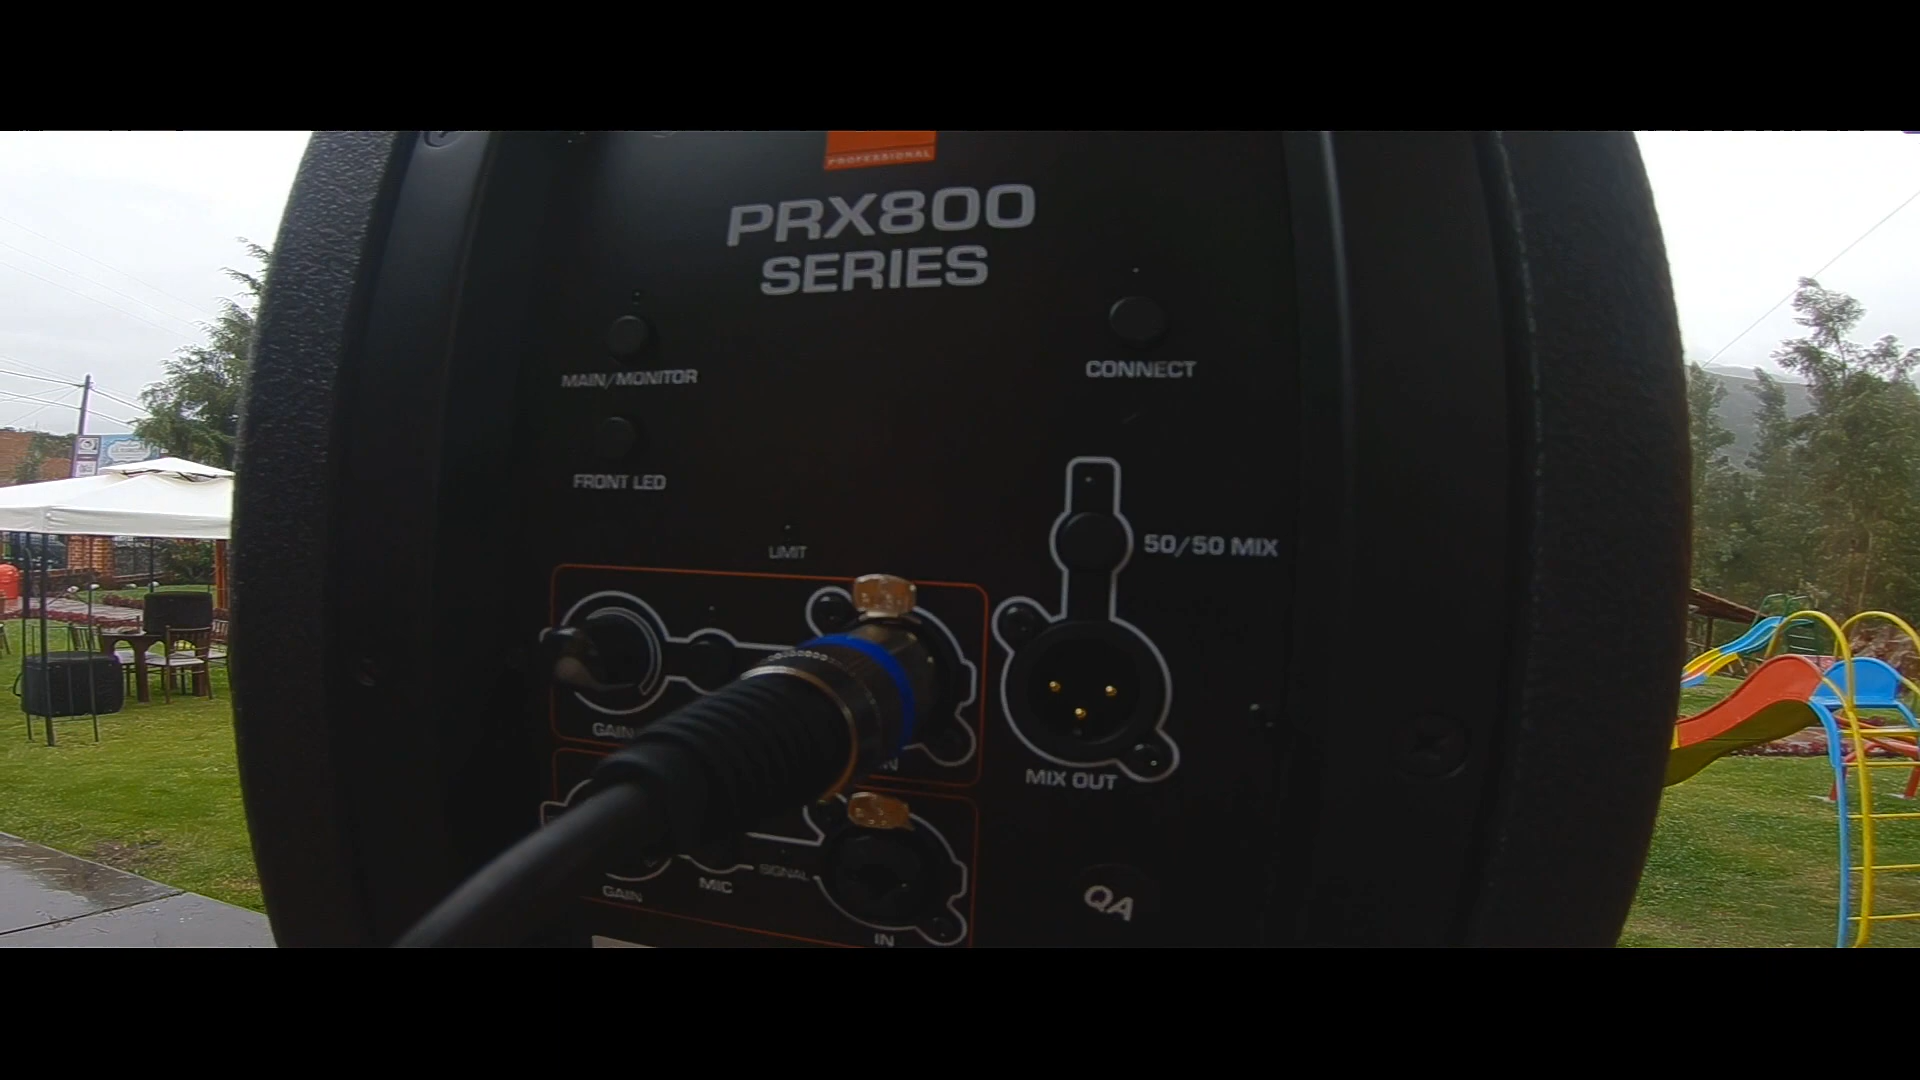 PROFESSIONAL
PRX800
SERIES
MAIN/MONITOR
CONNECT
FRONT LED
50/50 MIX
LIMIT
GAIN
MIX OUT
GAIN
MIC
SIGNAL
IN
QA